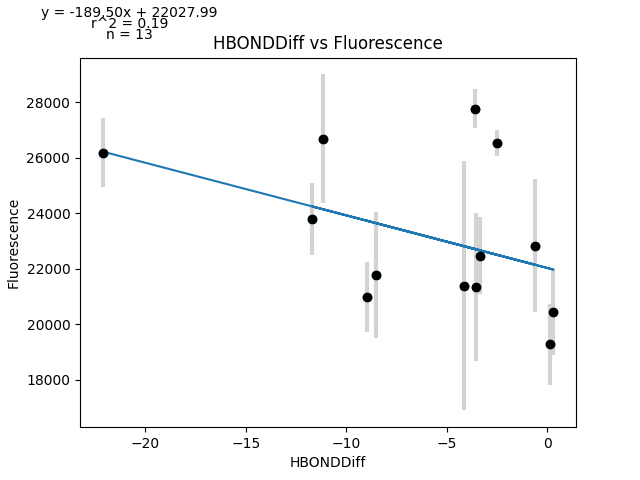 y = -189.50x + 22027.99
r^2 = 0.19
n = 13
HBONDDiff vs Fluorescence
Fluorescence
28000
26000
24000
22000
20000
18000
−20
−15
−10
−5
0
HBONDDiff